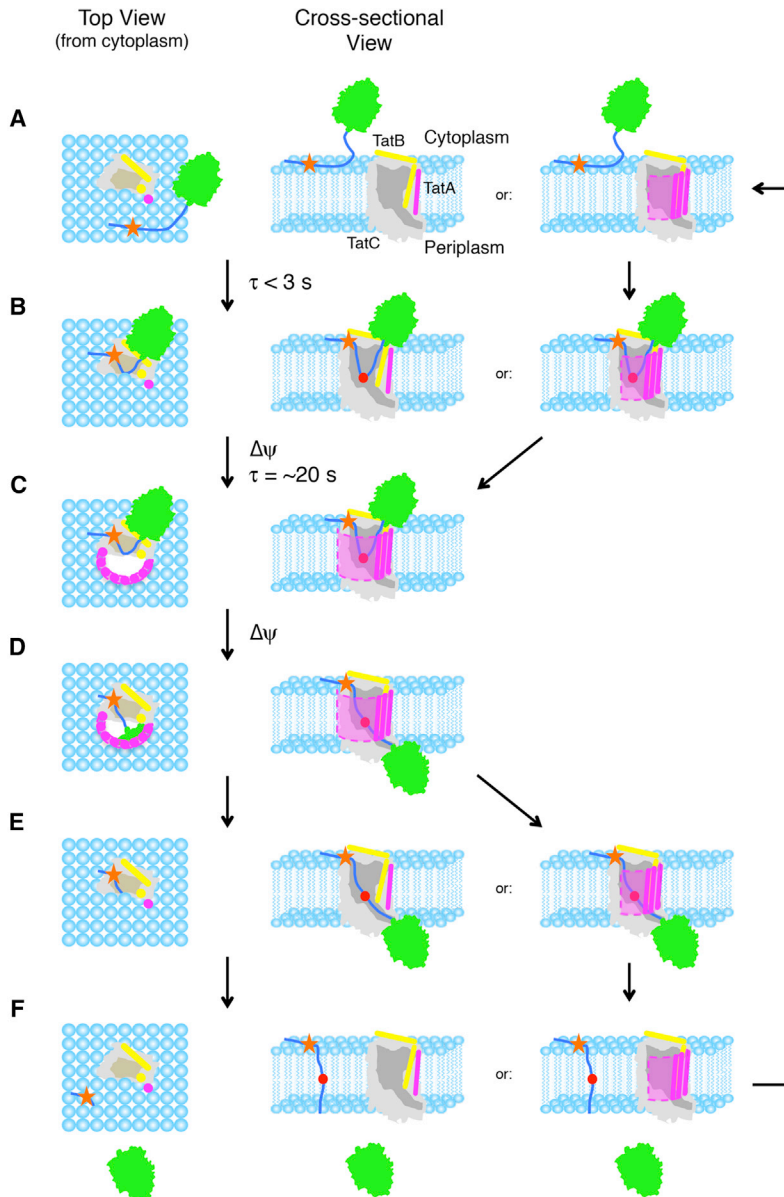 Top View
(from cytoplasm)
Cross-sectional
View
A
TatB
Cytoplasm
TatA
or:
TatC
Periplasm
τ < 3 s
B
or:
Δψ
τ = ~20 s
C
Δψ
D
E
or:
F
or: